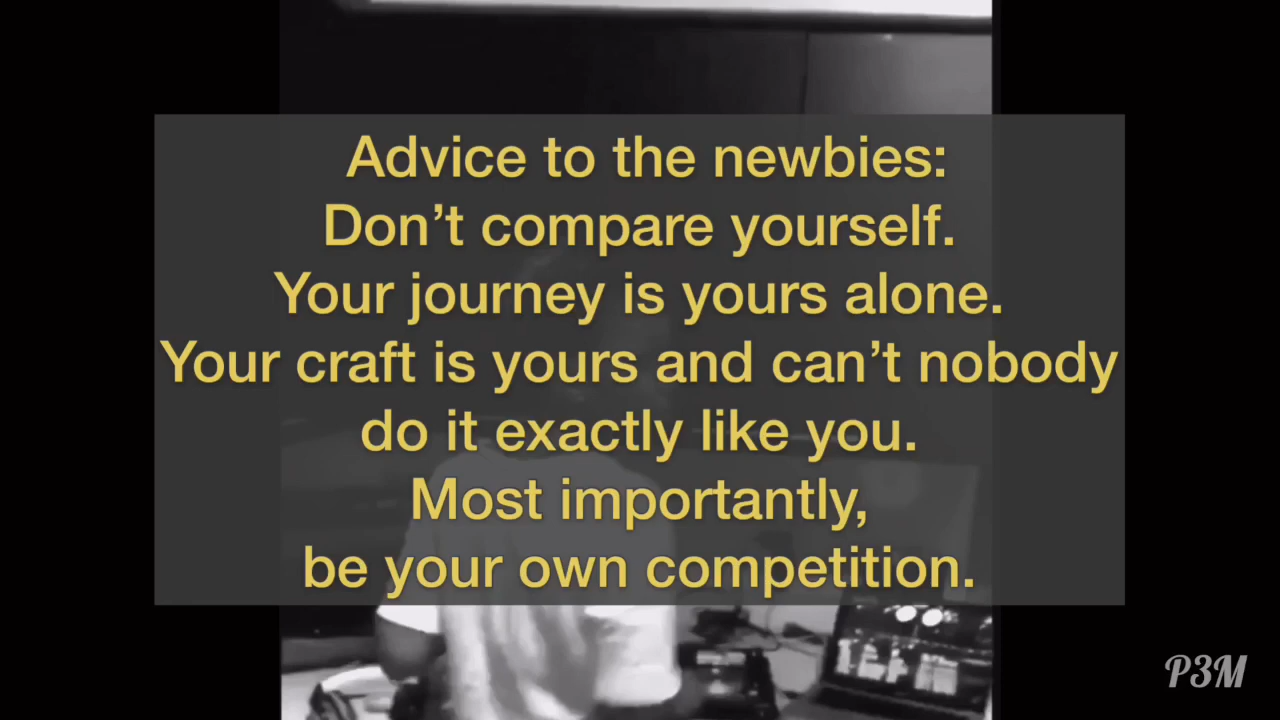 Advice to the newbies:
Don’t compare yourself.
Your journey is yours alone.
Your craft is yours and can’t nobody
do it exactly like you.
Most importantly,
be your own competition.
P3M